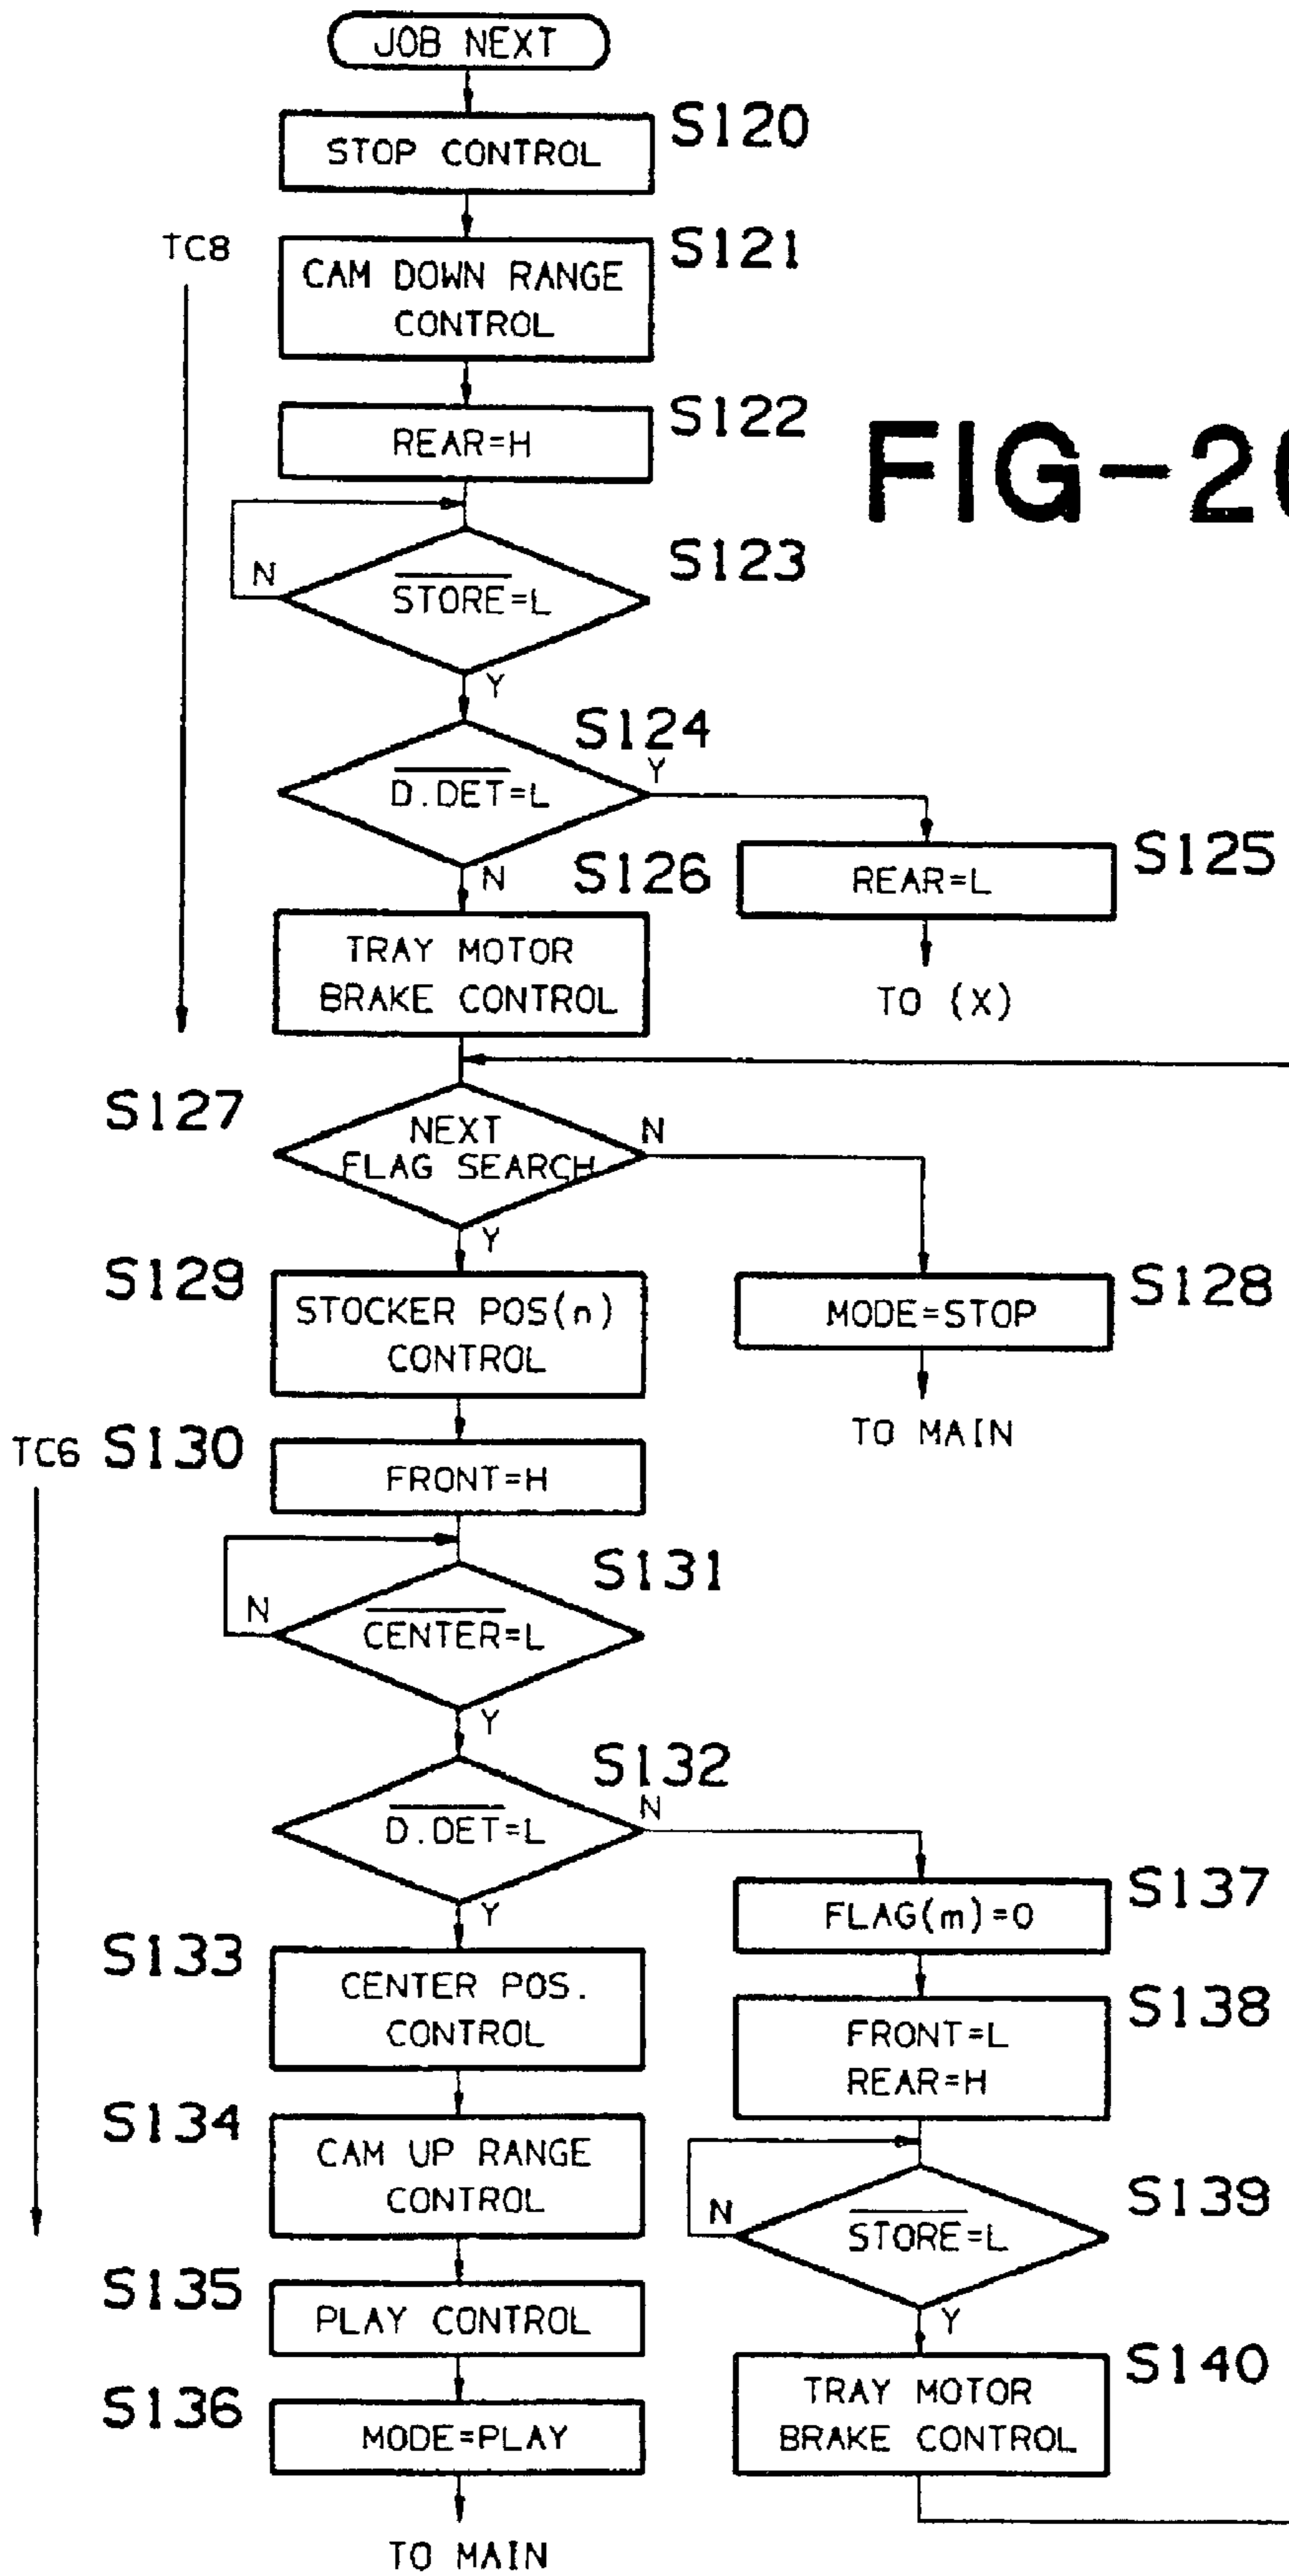 JOB NEXT
STOP CONTROL
S120
TC8
CAM DOWN RANGE
CONTROL
S121
REAR=H
S122
FIG-20
N
STORE=L
S123
Y
D.DET=L
S124
Y
N
REAR=L
S125
TO (X)
TRAY MOTOR
BRAKE CONTROL
S126
S127
NEXT
FLAG SEARCH
N
Y
MODE=STOP
S128
TO MAIN
S129
STOCKER POS(n)
CONTROL
TC6
S130
FRONT=H
N
CENTER=L
S131
Y
D.DET=L
S132
N
Y
S133
CENTER POS.
CONTROL
S134
CAM UP RANGE
CONTROL
S135
PLAY CONTROL
S136
MODE=PLAY
TO MAIN
FLAG(m)=0
S137
FRONT=L
REAR=H
S138
N
STORE=L
S139
Y
TRAY MOTOR
BRAKE CONTROL
S140